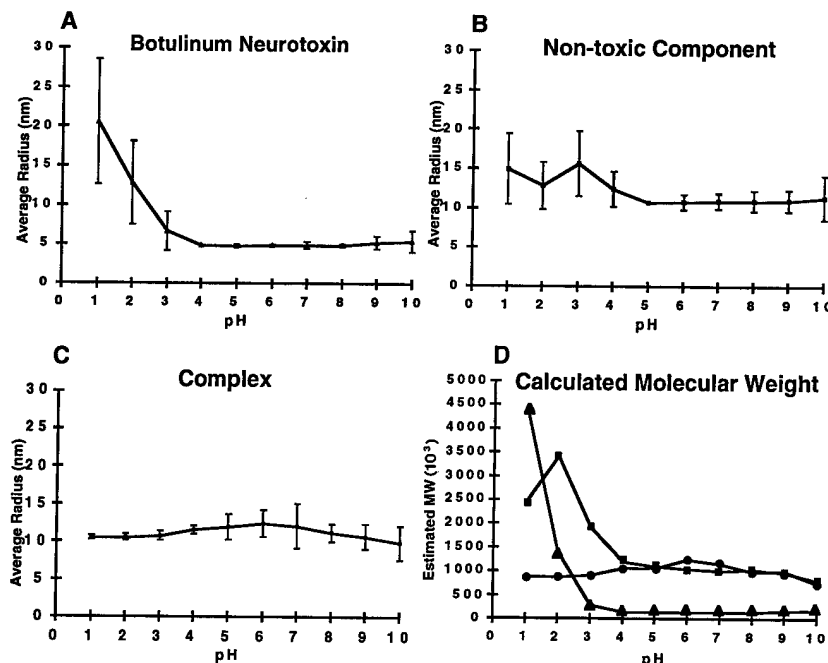 A
Botulinum Neurotoxin
Average Radius (nm)
30
25
20
15
10
5
0
0 1 2 3 4 5 6 7 8 9 10
pH
B
Non-toxic Component
Average Radius (nm)
30
25
20
15
10
5
0
0 1 2 3 4 5 6 7 8 9 10
pH
C
Complex
Average Radius (nm)
30
25
20
15
10
5
0
0 1 2 3 4 5 6 7 8 9 10
pH
D
Calculated Molecular Weight
Estimated MW (10³)
5000
4500
4000
3500
3000
2500
2000
1500
1000
500
0
0 1 2 3 4 5 6 7 8 9 10
pH